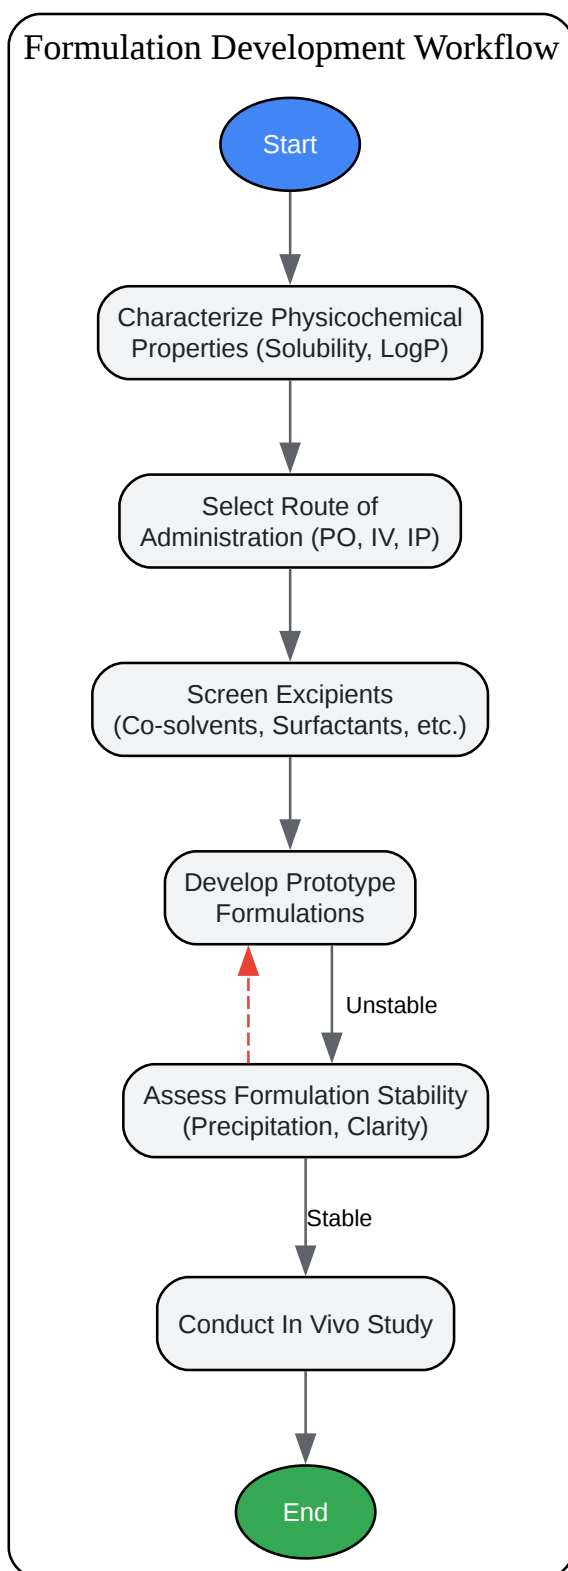 Formulation Development Workflow
Start
Characterize Physicochemical
Properties (Solubility, LogP)
Select Route of
Administration (PO, IV, IP)
Screen Excipients
(Co-solvents, Surfactants, etc.)
Develop Prototype
Formulations
Unstable
Assess Formulation Stability
(Precipitation, Clarity)
Stable
Conduct In Vivo Study
End